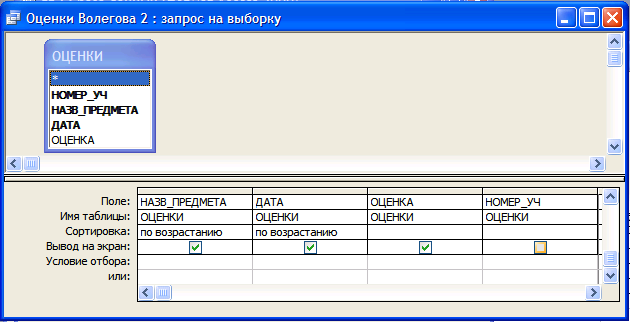 Оценки Волегова 2 : запрос на выборку
ОЦЕНКИ
*
НОМЕР_УЧ
НАЗВ_ПРЕДМЕТА
ДАТА
ОЦЕНКА
Поле: НАЗВ_ПРЕДМЕТА ДАТА ОЦЕНКА НОМЕР_УЧ
Имя таблицы: ОЦЕНКИ ОЦЕНКИ ОЦЕНКИ ОЦЕНКИ
Сортировка: по возрастанию по возрастанию
Вывод на экран:
Условие отбора:
или: